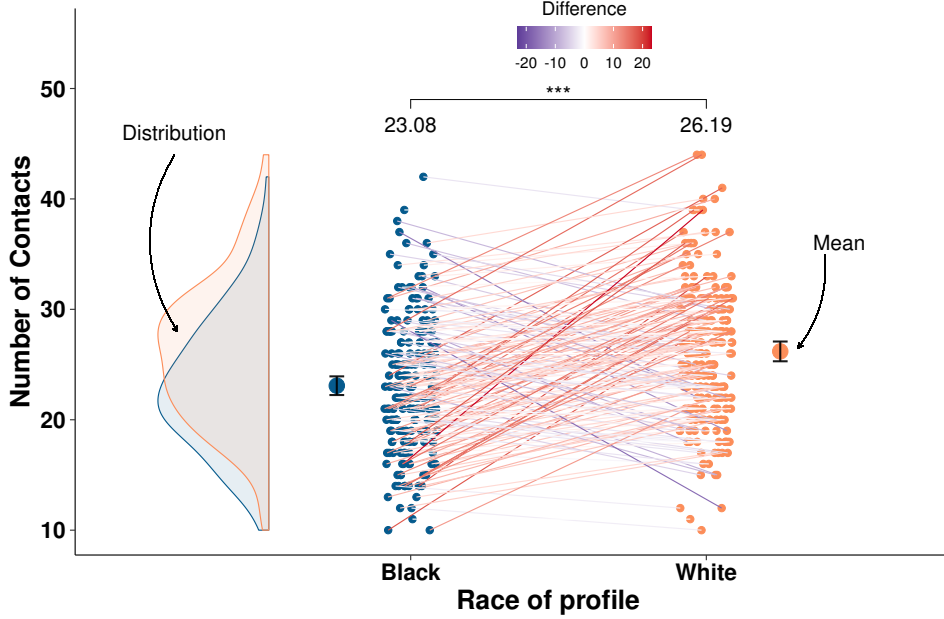 Difference
-20 -10 0 10 20
***
23.08 26.19
Distribution
Mean
Number of Contacts
50
40
30
20
10
Black White
Race of profile